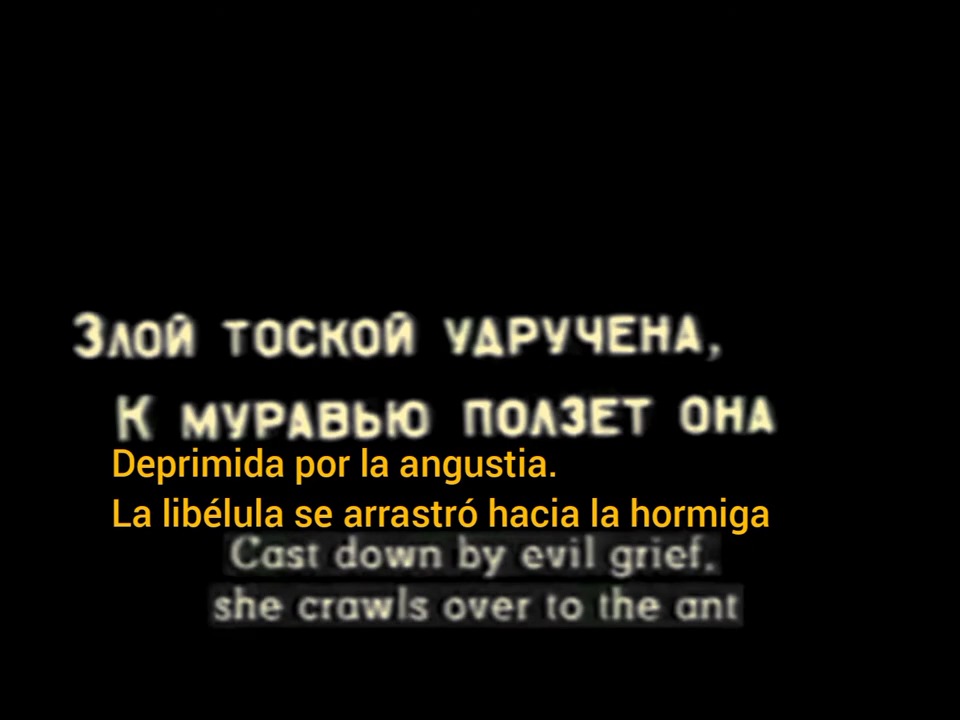 Злой тоской удручена,
К муравью ползет она
Deprimida por la angustia.
La libélula se arrastró hacia la hormiga
Cast down by evil grief,
she crawls over to the ant